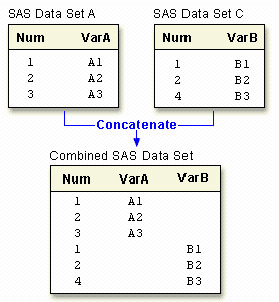 SAS Data Set A SAS Data Set C
Num VarA Num VarB
1 A1 1 B1
2 A2 2 B2
3 A3 4 B3
Concatenate
Combined SAS Data Set
Num VarA VarB
1 A1
2 A2
3 A3
1 B1
2 B2
4 B3